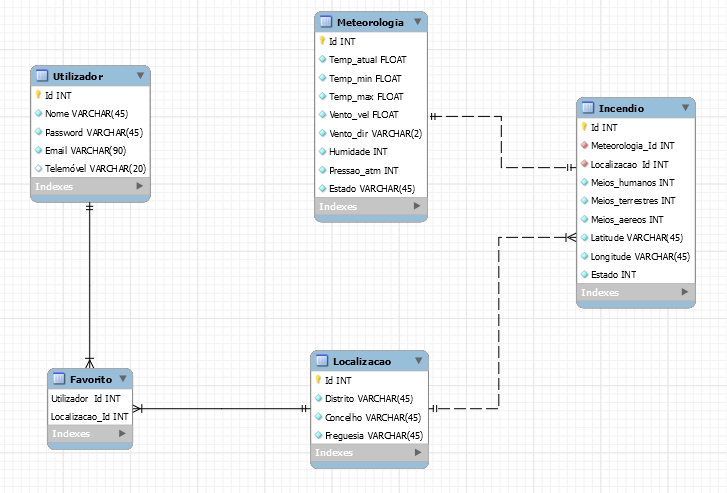 Meteorologia
Id INT
Temp_atual FLOAT
Temp_min FLOAT
Temp_max FLOAT
Vento_vel FLOAT
Vento_dir VARCHAR(2)
Humidade INT
Pressao_atm INT
Estado VARCHAR(45)
Indexes
Utilizador
Id INT
Nome VARCHAR(45)
Password VARCHAR(45)
Email VARCHAR(90)
Telemóvel VARCHAR(20)
Indexes
Incendio
Id INT
Meteorologia_Id INT
Localizacao_Id INT
Meios_humanos INT
Meios_terrestres INT
Meios_aereos INT
Latitude VARCHAR(45)
Longitude VARCHAR(45)
Estado INT
Indexes
Favorito
Utilizador_Id INT
Localizacao_Id INT
Indexes
Localizacao
Id INT
Distrito VARCHAR(45)
Concelho VARCHAR(45)
Freguesia VARCHAR(45)
Indexes